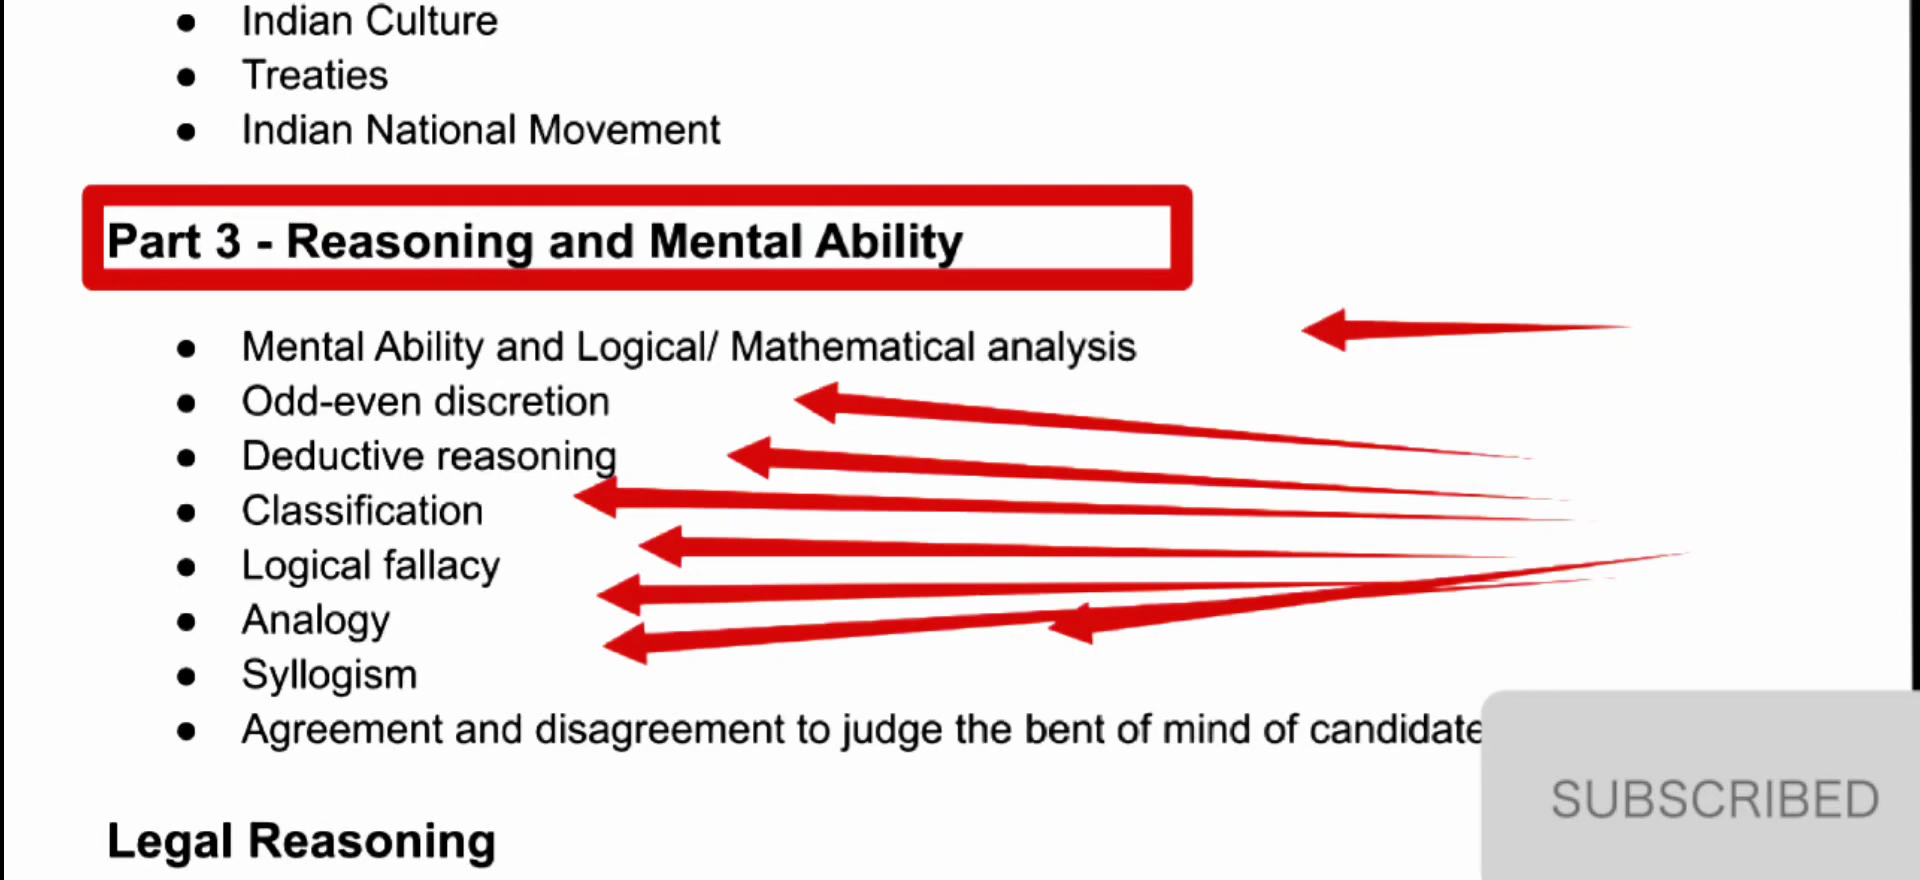 Indian Culture
Treaties
Indian National Movement
Part 3 - Reasoning and Mental Ability
Mental Ability and Logical/ Mathematical analysis
Odd-even discretion
Deductive reasoning
Classification
Logical fallacy
Analogy
Syllogism
Agreement and disagreement to judge the bent of mind of candidate
SUBSCRIBED
Legal Reasoning